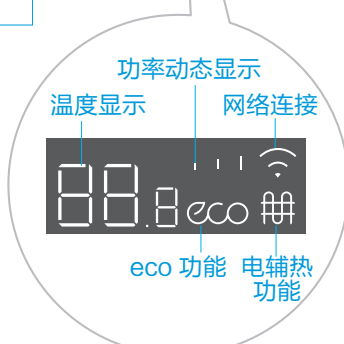 功率动态显示
温度显示
网络连接
88.8 eco
eco 功能
电辅热
功能